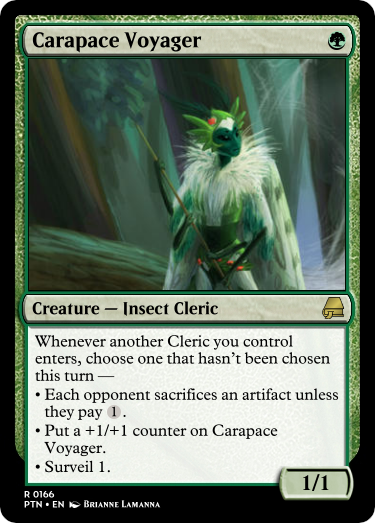 Carapace Voyager
Creature — Insect Cleric
Whenever another Cleric you control
enters, choose one that hasn't been chosen
this turn —
• Each opponent sacrifices an artifact unless
they pay 1.
• Put a +1/+1 counter on Carapace
Voyager.
• Surveil 1.
1/1
R 0166
PTN • EN Brianne Lamanna